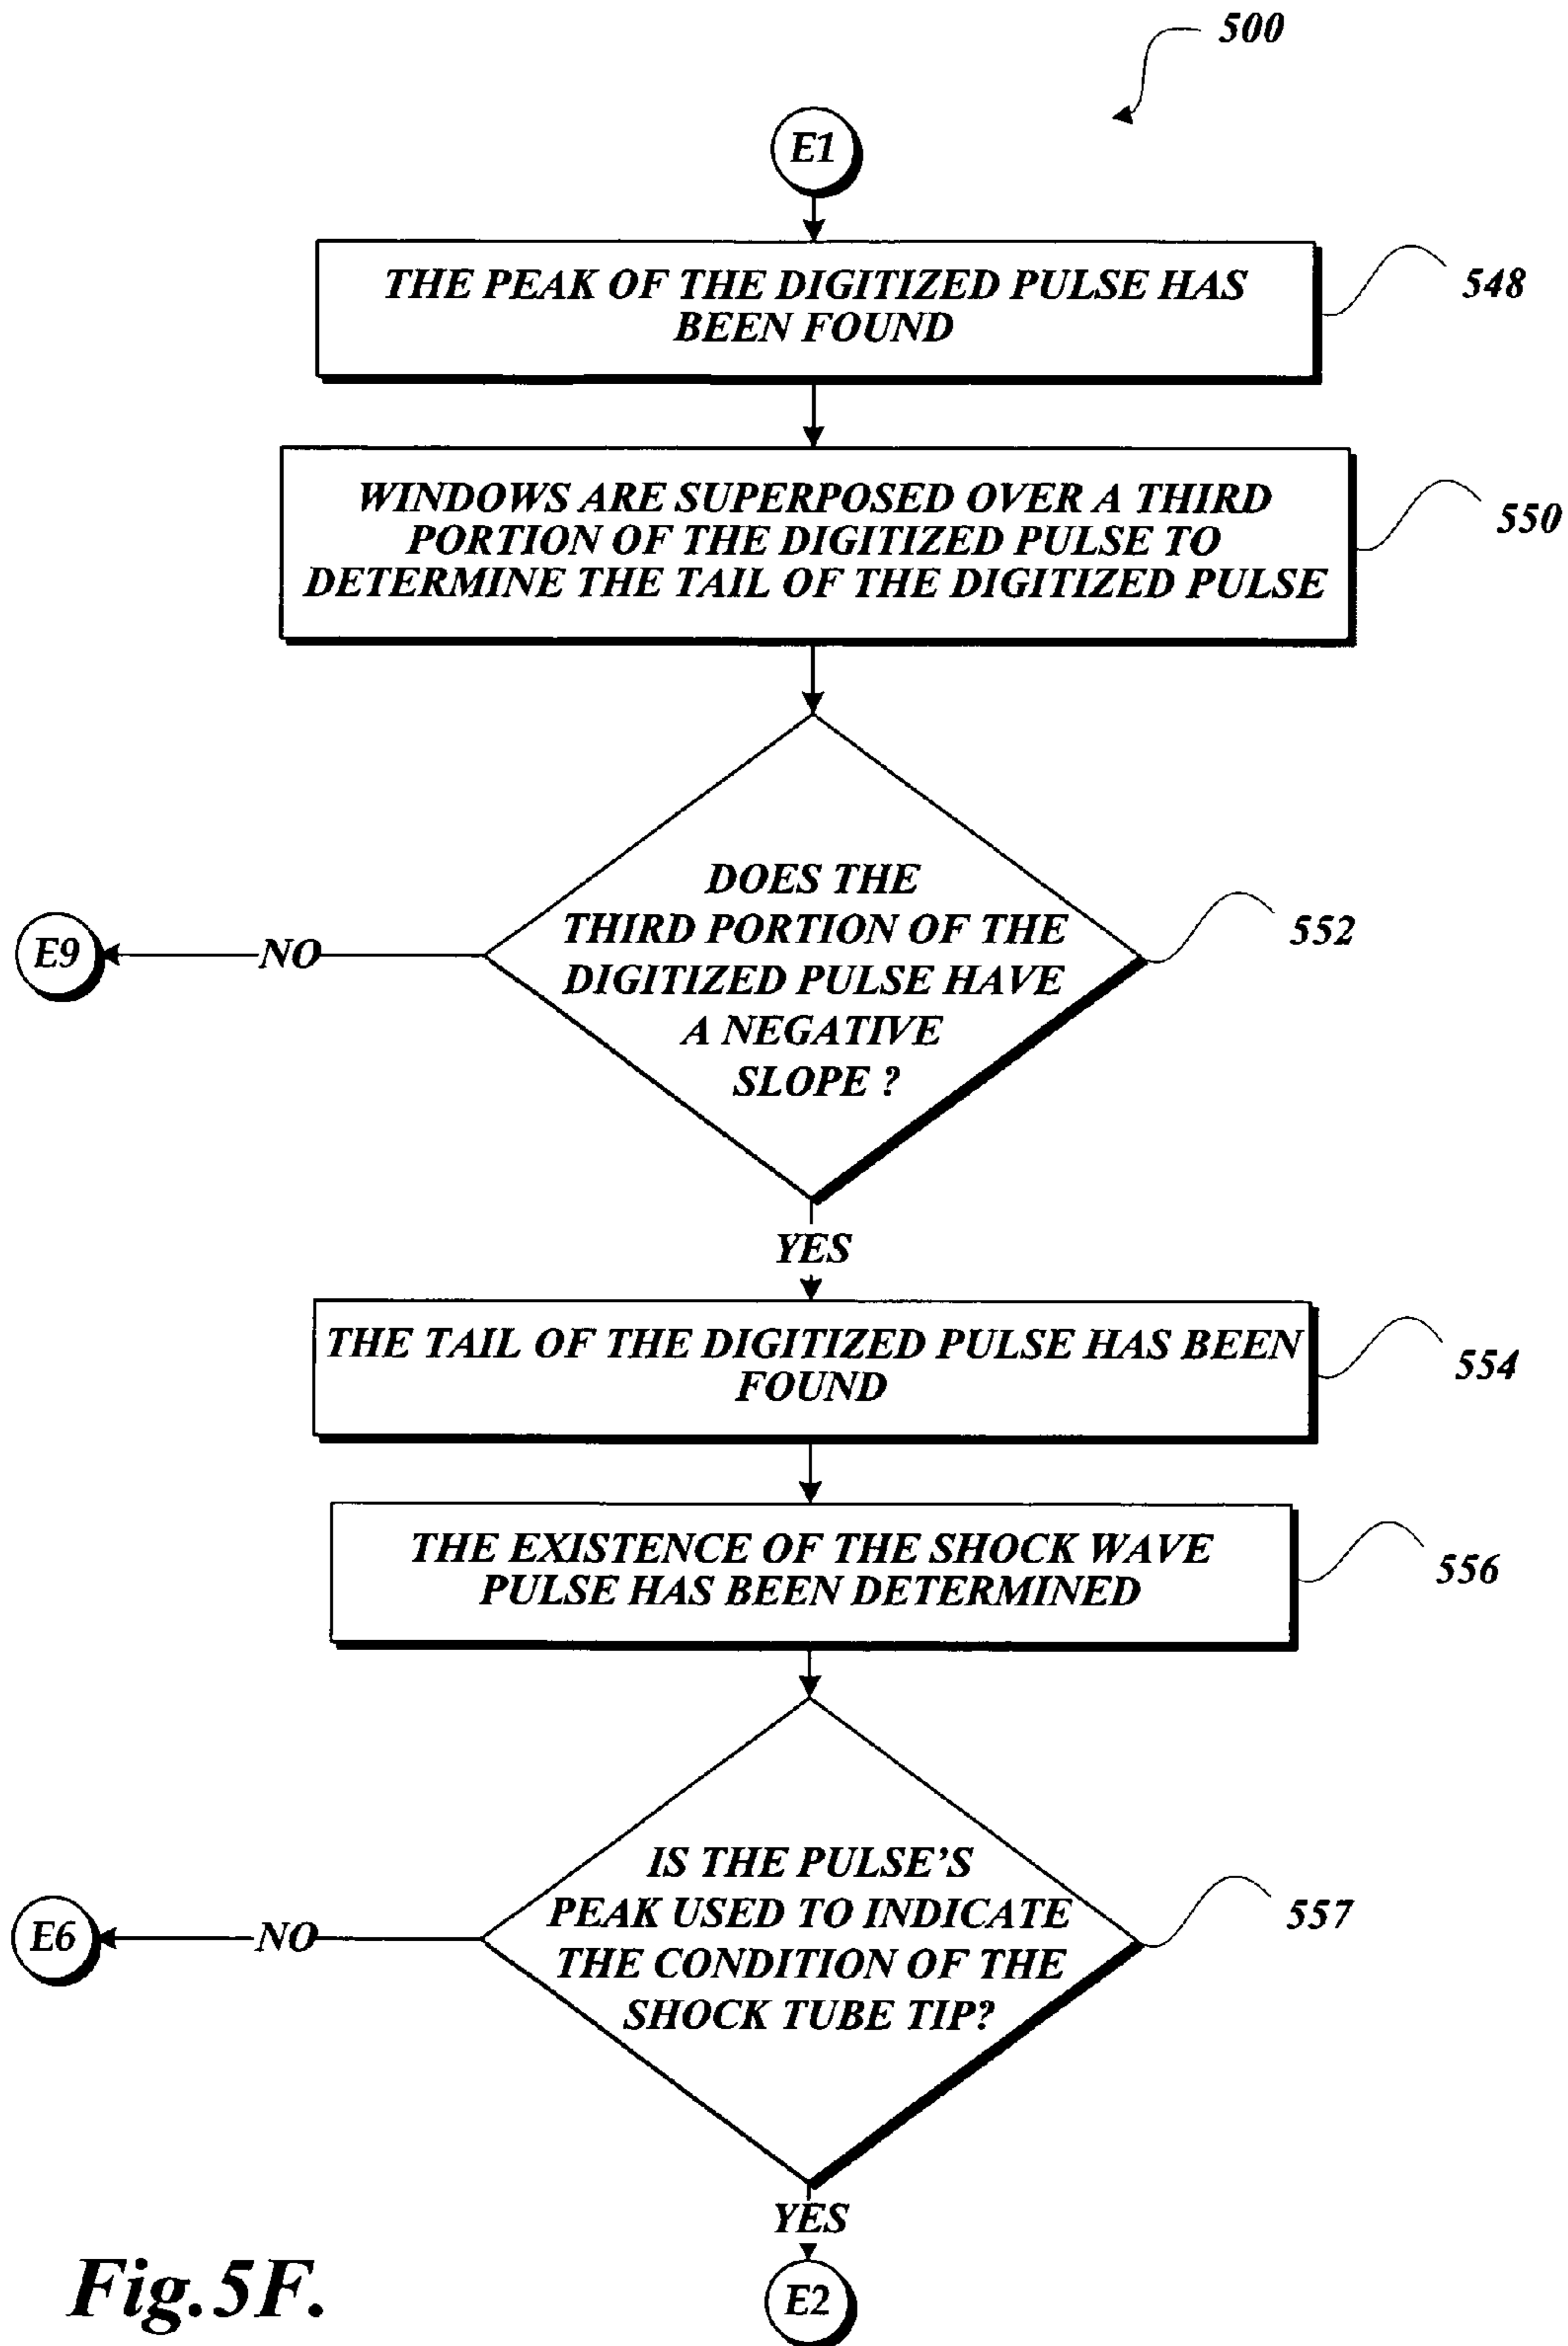 500
E1
THE PEAK OF THE DIGITIZED PULSE HAS
BEEN FOUND
548
WINDOWS ARE SUPERPOSED OVER A THIRD
PORTION OF THE DIGITIZED PULSE TO
DETERMINE THE TAIL OF THE DIGITIZED PULSE
550
DOES THE
THIRD PORTION OF THE
DIGITIZED PULSE HAVE
A NEGATIVE
SLOPE ?
552
E9
NO
YES
THE TAIL OF THE DIGITIZED PULSE HAS BEEN
FOUND
554
THE EXISTENCE OF THE SHOCK WAVE
PULSE HAS BEEN DETERMINED
556
IS THE PULSE'S
PEAK USED TO INDICATE
THE CONDITION OF THE
SHOCK TUBE TIP?
557
E6
NO
YES
E2
Fig.5F.